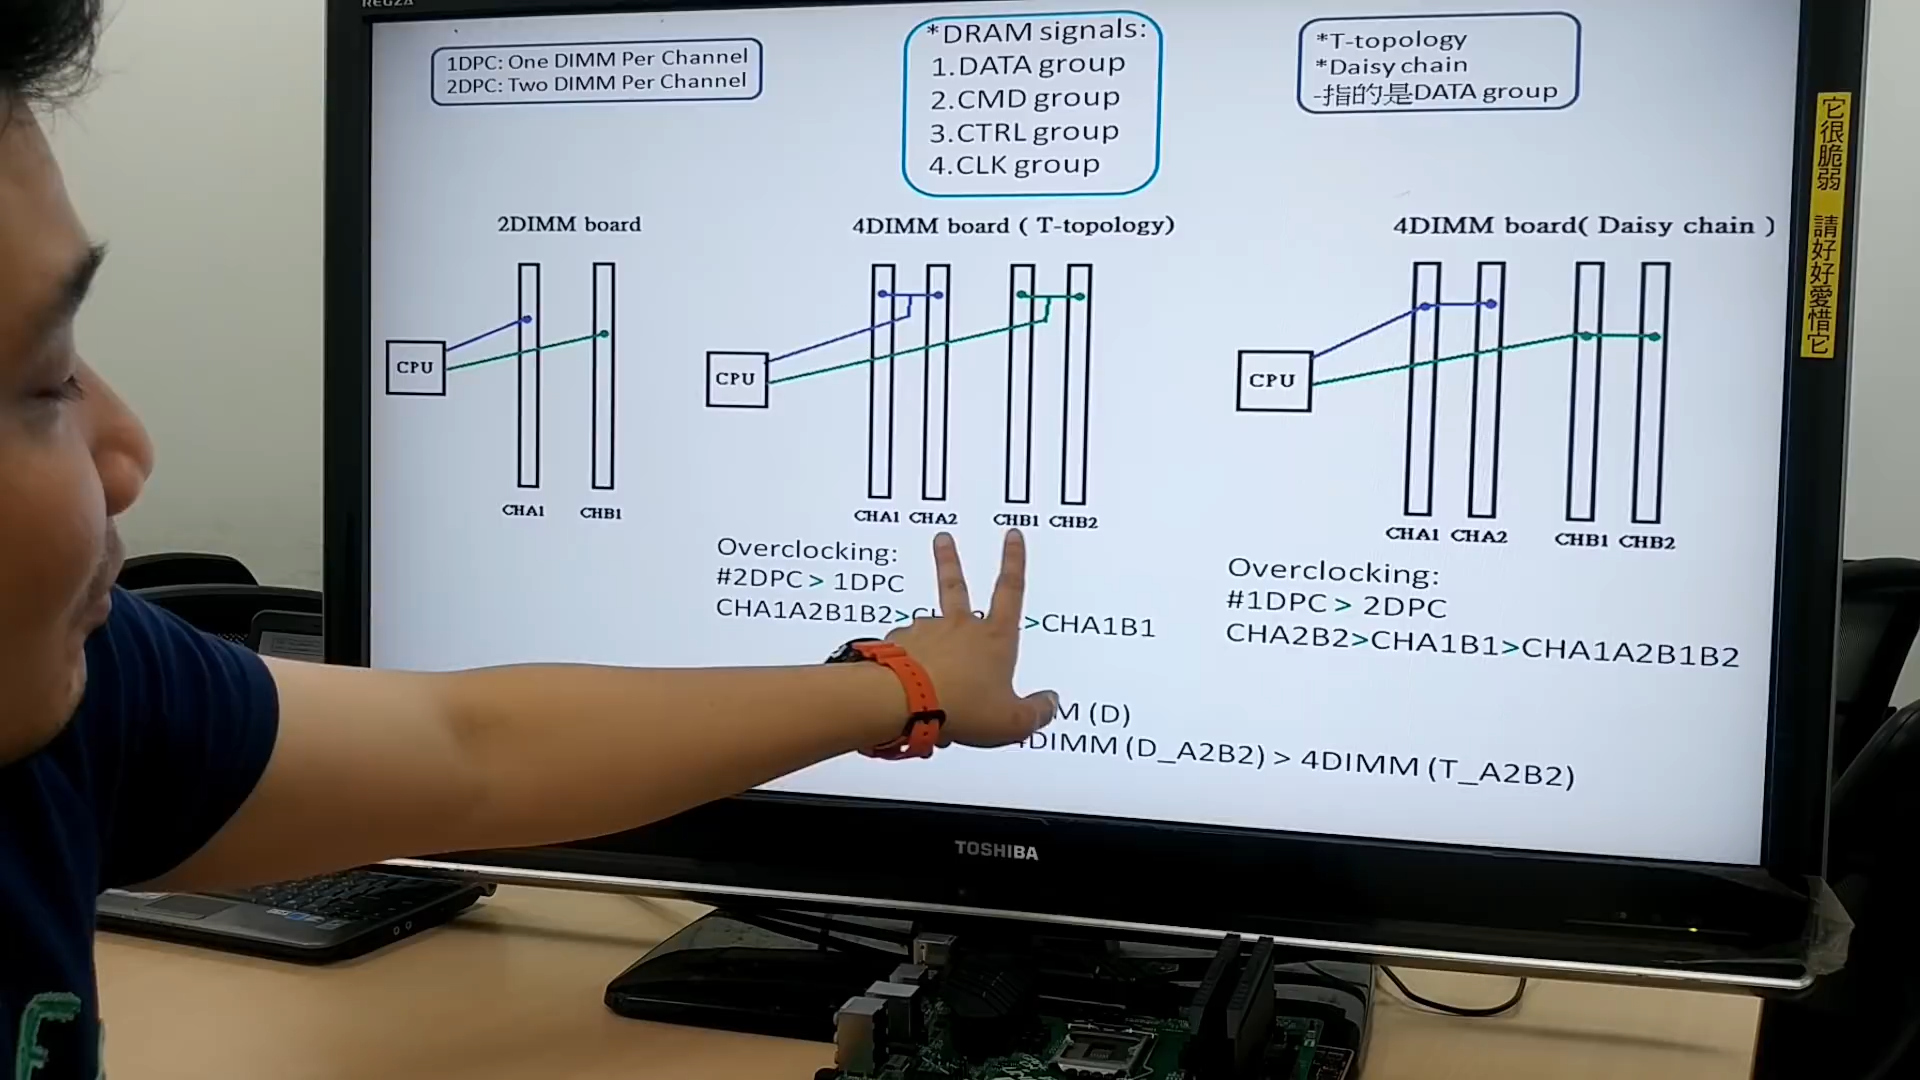 REGZA
1DPC: One DIMM Per Channel
2DPC: Two DIMM Per Channel
*DRAM signals:
1.DATA group
2.CMD group
3.CTRL group
4.CLK group
*T-topology
*Daisy chain
-指的是DATA group
它很脆弱 請好好愛惜它
2DIMM board
CPU
CHA1 CHB1
4DIMM board ( T-topology)
CPU
CHA1 CHA2 CHB1 CHB2
Overclocking:
#2DPC > 1DPC
CHA1A2B1B2> >CHA1B1
4DIMM board( Daisy chain )
CPU
CHA1 CHA2 CHB1 CHB2
Overclocking:
#1DPC > 2DPC
CHA2B2>CHA1B1>CHA1A2B1B2
M (D)
4DIMM (D_A2B2) > 4DIMM (T_A2B2)
TOSHIBA